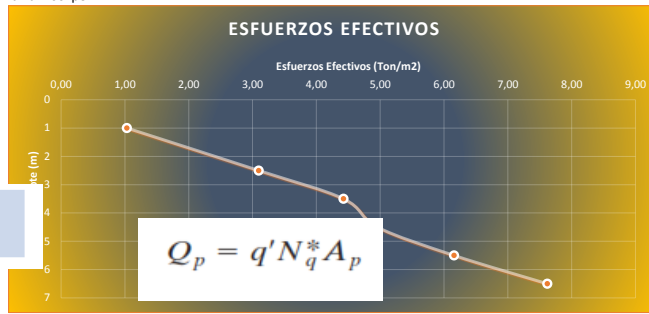 ESFUERZOS EFECTIVOS
Esfuerzos Efectivos (Ton/m2)
0,00 1,00 2,00 3,00 4,00 5,00 6,00 7,00 8,00 9,00
0
1
2
3
4
5
6
7
(m)
Q_p = q'N_q^*A_p